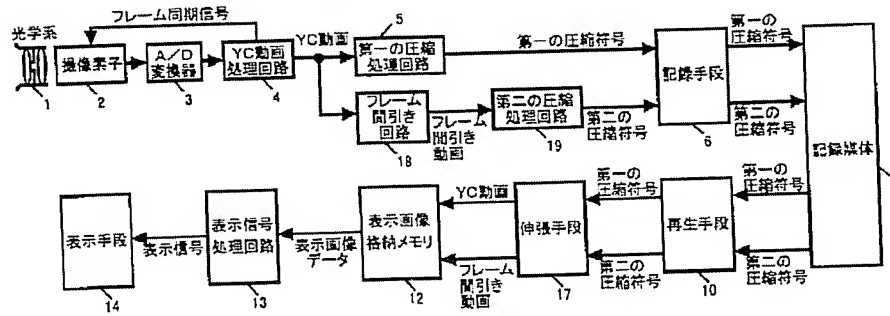 フレーム同期信号
光学系
1
撮像素子
2
A/D
変換器
3
YC動画
処理回路
4
YC動画
5
第一の圧縮
処理回路
第一の圧縮符号
フレーム
間引き
回路
18
フレーム
間引き
動画
第二の圧縮
処理回路
19
第二の
圧縮符号
記録手段
6
第一の
圧縮符号
第二の
圧縮符号
記録媒体
第一の
圧縮符号
第二の
圧縮符号
再生手段
10
第一の
圧縮符号
第二の
圧縮符号
伸張手段
17
YC動画
フレーム
間引き
動画
表示画像
格納メモリ
12
表示画像
データ
表示信号
処理回路
13
表示信号
表示手段
14